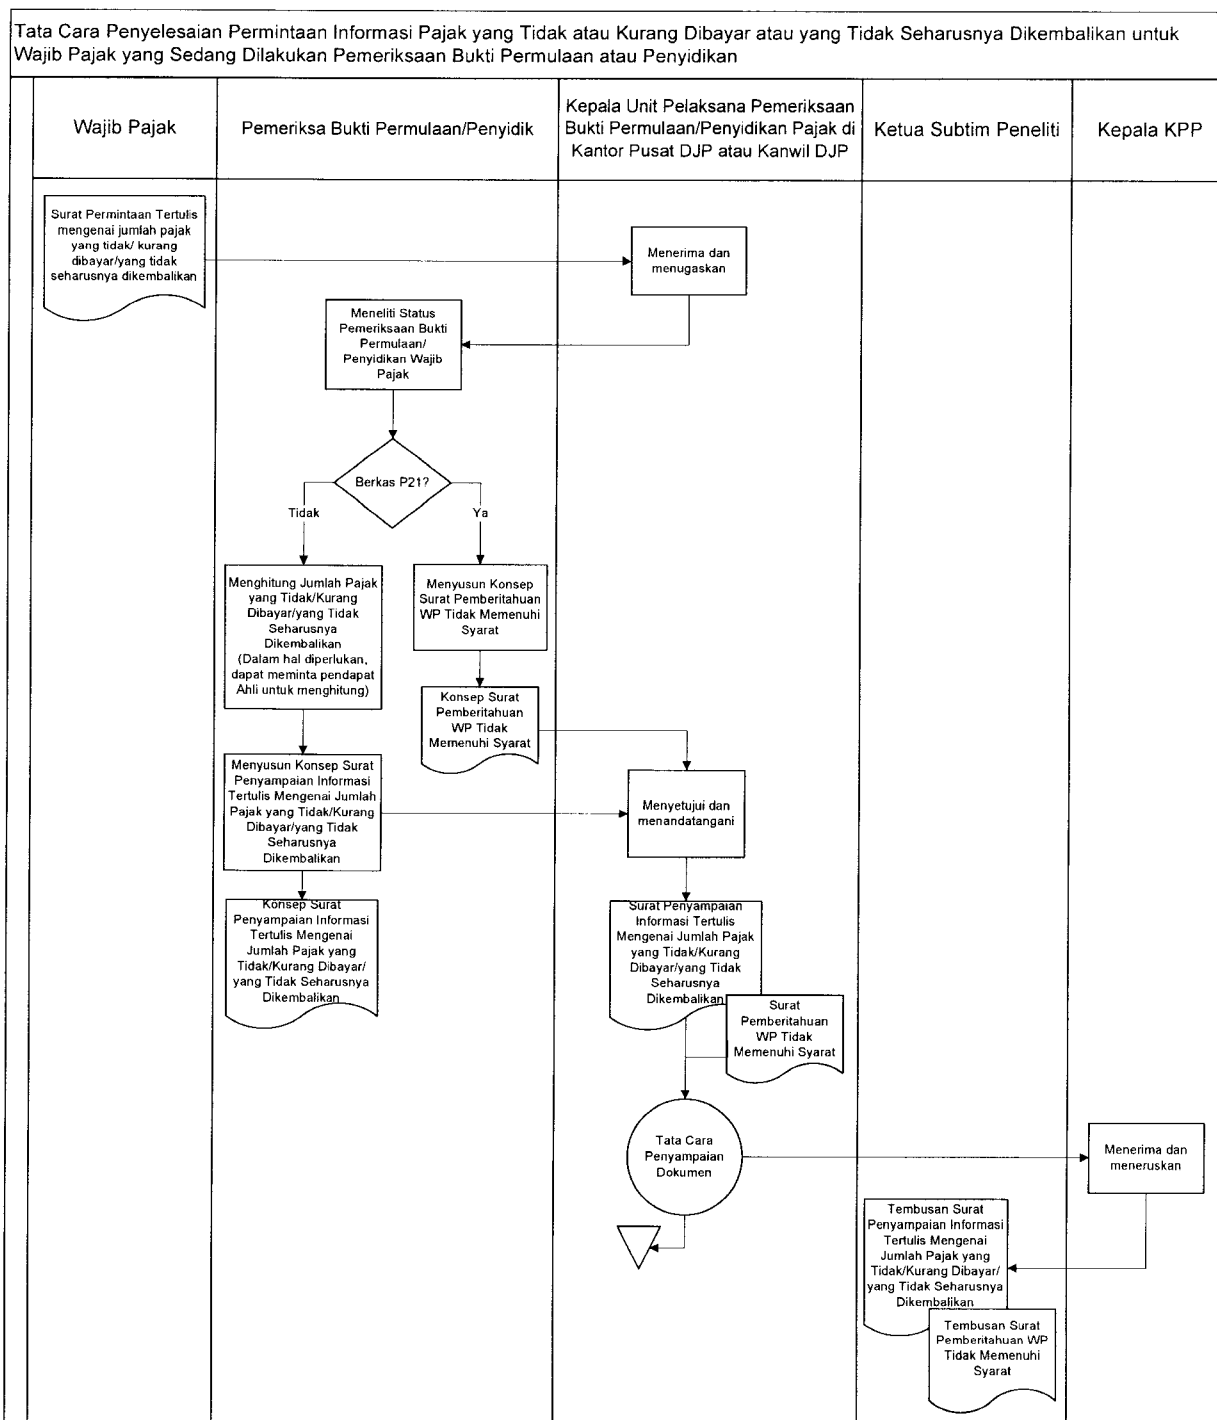 Tata Cara Penyelesaian Permintaan Informasi Pajak yang Tidak atau Kurang Dibayar atau yang Tidak Seharusnya Dikembalikan untuk
Wajib Pajak yang Sedang Dilakukan Pemeriksaan Bukti Permulaan atau Penyidikan
Wajib Pajak
Pemeriksa Bukti Permulaan/Penyidik
Kepala Unit Pelaksana Pemeriksaan
Bukti Permulaan/Penyidikan Pajak di
Kantor Pusat DJP atau Kanwil DJP
Ketua Subtim Peneliti
Kepala KPP
Surat Permintaan Tertulis
mengenai jumlah pajak
yang tidak/ kurang
dibayar/yang tidak
seharusnya dikembalikan
Menerima dan
menugaskan
Meneliti Status
Pemeriksaan Bukti
Permulaan/
Penyidikan Wajib
Pajak
Berkas P21?
Tidak
Ya
Menghitung Jumlah Pajak
yang Tidak/Kurang
Dibayar/yang Tidak
Seharusnya
Dikembalikan
(Dalam hal diperlukan,
dapat meminta pendapat
Ahli untuk menghitung)
Menyusun Konsep
Surat Pemberitahuan
WP Tidak Memenuhi
Syarat
Konsep Surat
Pemberitahuan
WP Tidak
Memenuhi Syarat
Menyusun Konsep Surat
Penyampaian Informasi
Tertulis Mengenai Jumlah
Pajak yang Tidak/Kurang
Dibayar/yang Tidak
Seharusnya
Dikembalikan
Menyetujui dan
menandatangani
Konsep Surat
Penyampaian Informasi
Tertulis Mengenai
Jumlah Pajak yang
Tidak/Kurang Dibayar/
yang Tidak Seharusnya
Dikembalikan
Surat Penyampaian
Informasi Tertulis
Mengenai Jumlah Pajak
yang Tidak/Kurang
Dibayar/yang Tidak
Seharusnya
Dikembalikan
Surat
Pemberitahuan
WP Tidak
Memenuhi Syarat
Tata Cara
Penyampaian
Dokumen
Menerima dan
meneruskan
Tembusan Surat
Penyampaian Informasi
Tertulis Mengenai
Jumlah Pajak yang
Tidak/Kurang Dibayar/
yang Tidak Seharusnya
Dikembalikan
Tembusan Surat
Pemberitahuan WP
Tidak Memenuhi
Syarat